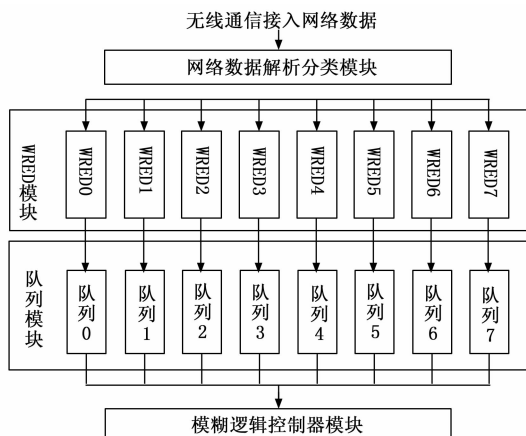 无线通信接入网络数据
网络数据解析分类模块
WRED模块
WRED0
WRED1
WRED2
WRED3
WRED4
WRED5
WRED6
WRED7
队列模块
队列0
队列1
队列2
队列3
队列4
队列5
队列6
队列7
模糊逻辑控制器模块